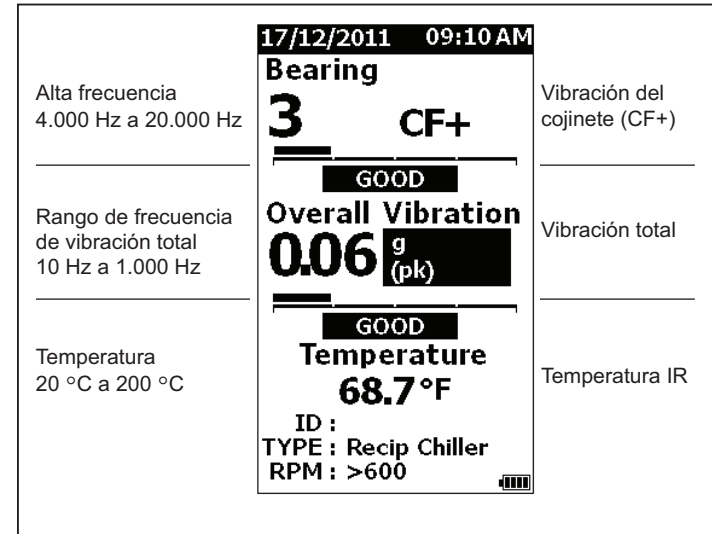 17/12/2011 09:10 AM
Bearing
3 CF+
GOOD
Overall Vibration
0.06 g
(pk)
GOOD
Temperature
68.7 °F
ID :
TYPE : Recip Chiller
RPM : >600
Alta frecuencia
4.000 Hz a 20.000 Hz
Rango de frecuencia
de vibración total
10 Hz a 1.000 Hz
Temperatura
20 °C a 200 °C
Vibración del
cojinete (CF+)
Vibración total
Temperatura IR